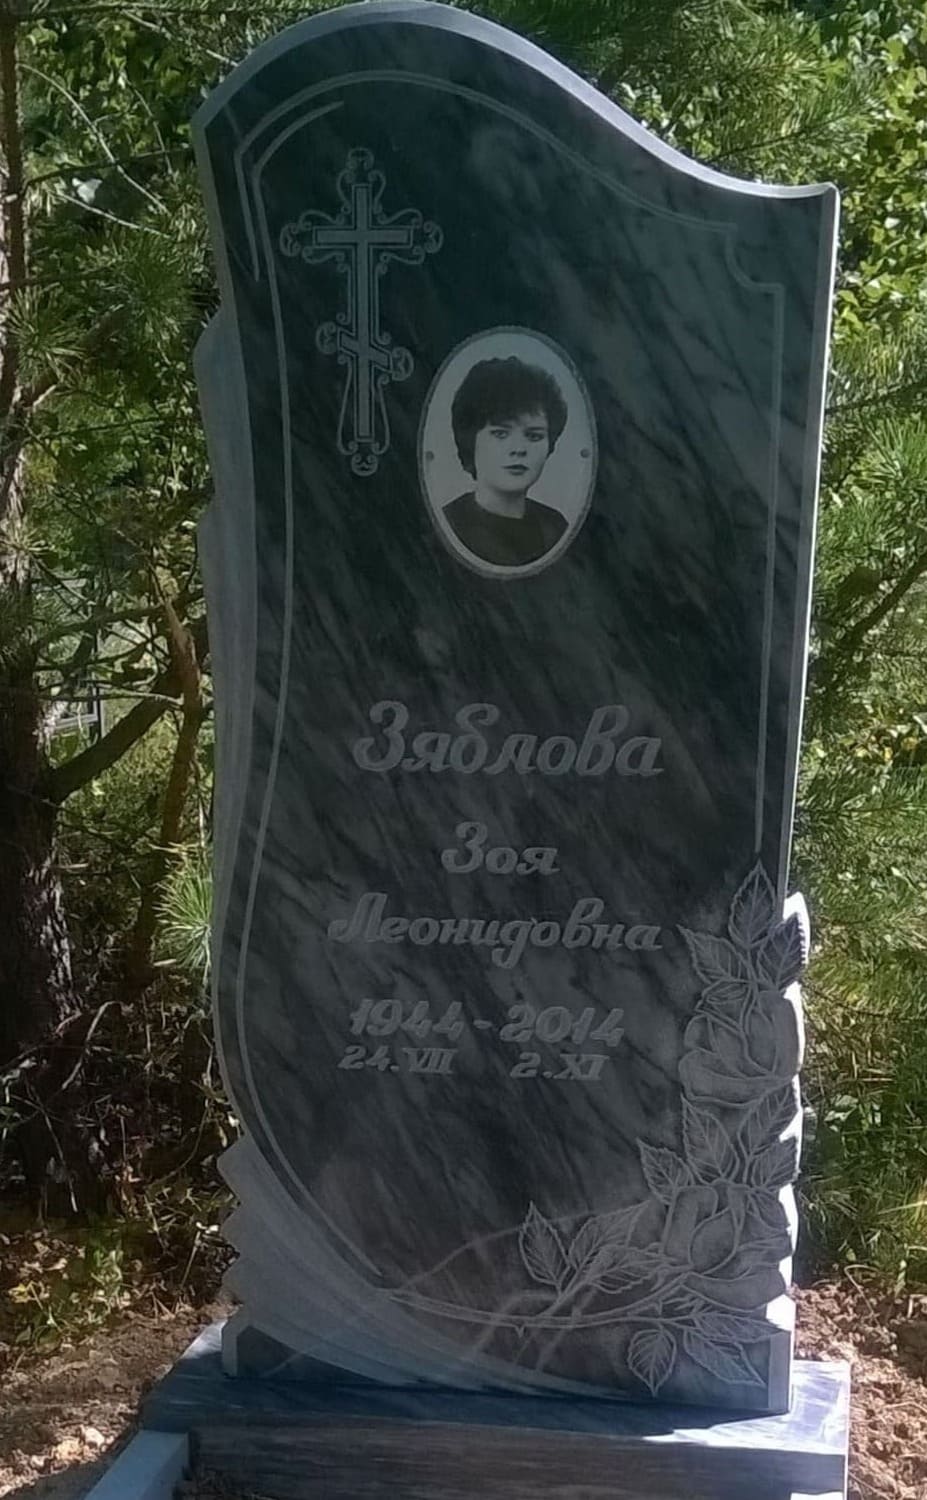 Зяблова
Зоя
Леонидовна
1944-2014
24.VII 2.XI